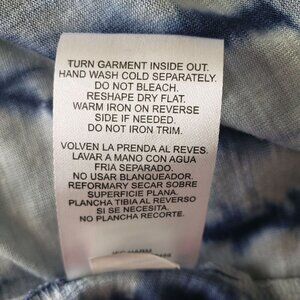 TURN GARMENT INSIDE OUT.
HAND WASH COLD SEPARATELY.
DO NOT BLEACH.
RESHAPE DRY FLAT.
WARM IRON ON REVERSE
SIDE IF NEEDED.
DO NOT IRON TRIM.
VOLVEN LA PRENDA AL REVES.
LAVAR A MANO CON AGUA
FRIA SEPARADO.
NO USAR BLANQUEADOR.
REFORMARY SECAR SOBRE
SUPERFICIE PLANA.
PLANCHA TIBIA AL REVERSO
SI SE NECESITA.
NO PLANCHA RECORTE.